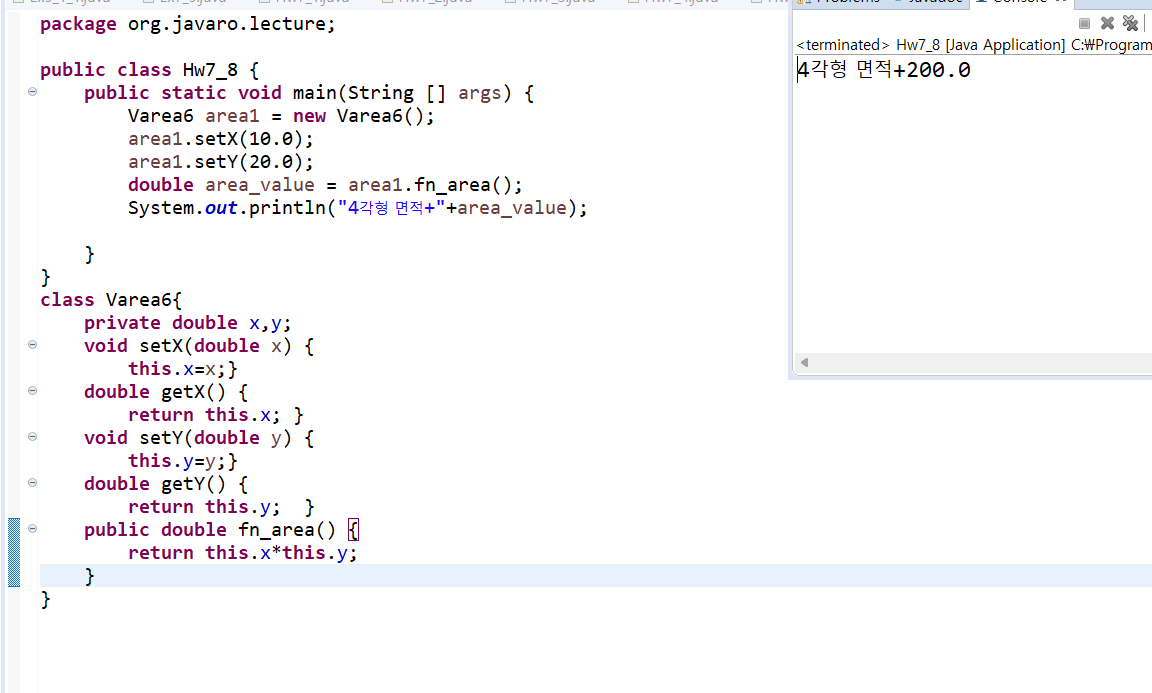 package org.javaro.lecture;
public class Hw7_8 {
public static void main(String [] args) {
Varea6 area1 = new Varea6();
area1.setX(10.0);
area1.setY(20.0);
double area_value = area1.fn_area();
System.out.println("4각형 면적+"+area_value);
}
}
class Varea6{
private double x,y;
void setX(double x) {
this.x=x;}
double getX() {
return this.x; }
void setY(double y) {
this.y=y;}
double getY() {
return this.y;  }
public double fn_area() {
return this.x*this.y;
}
}
<terminated> Hw7_8 [Java Application] C:₩Program
4각형 면적+200.0